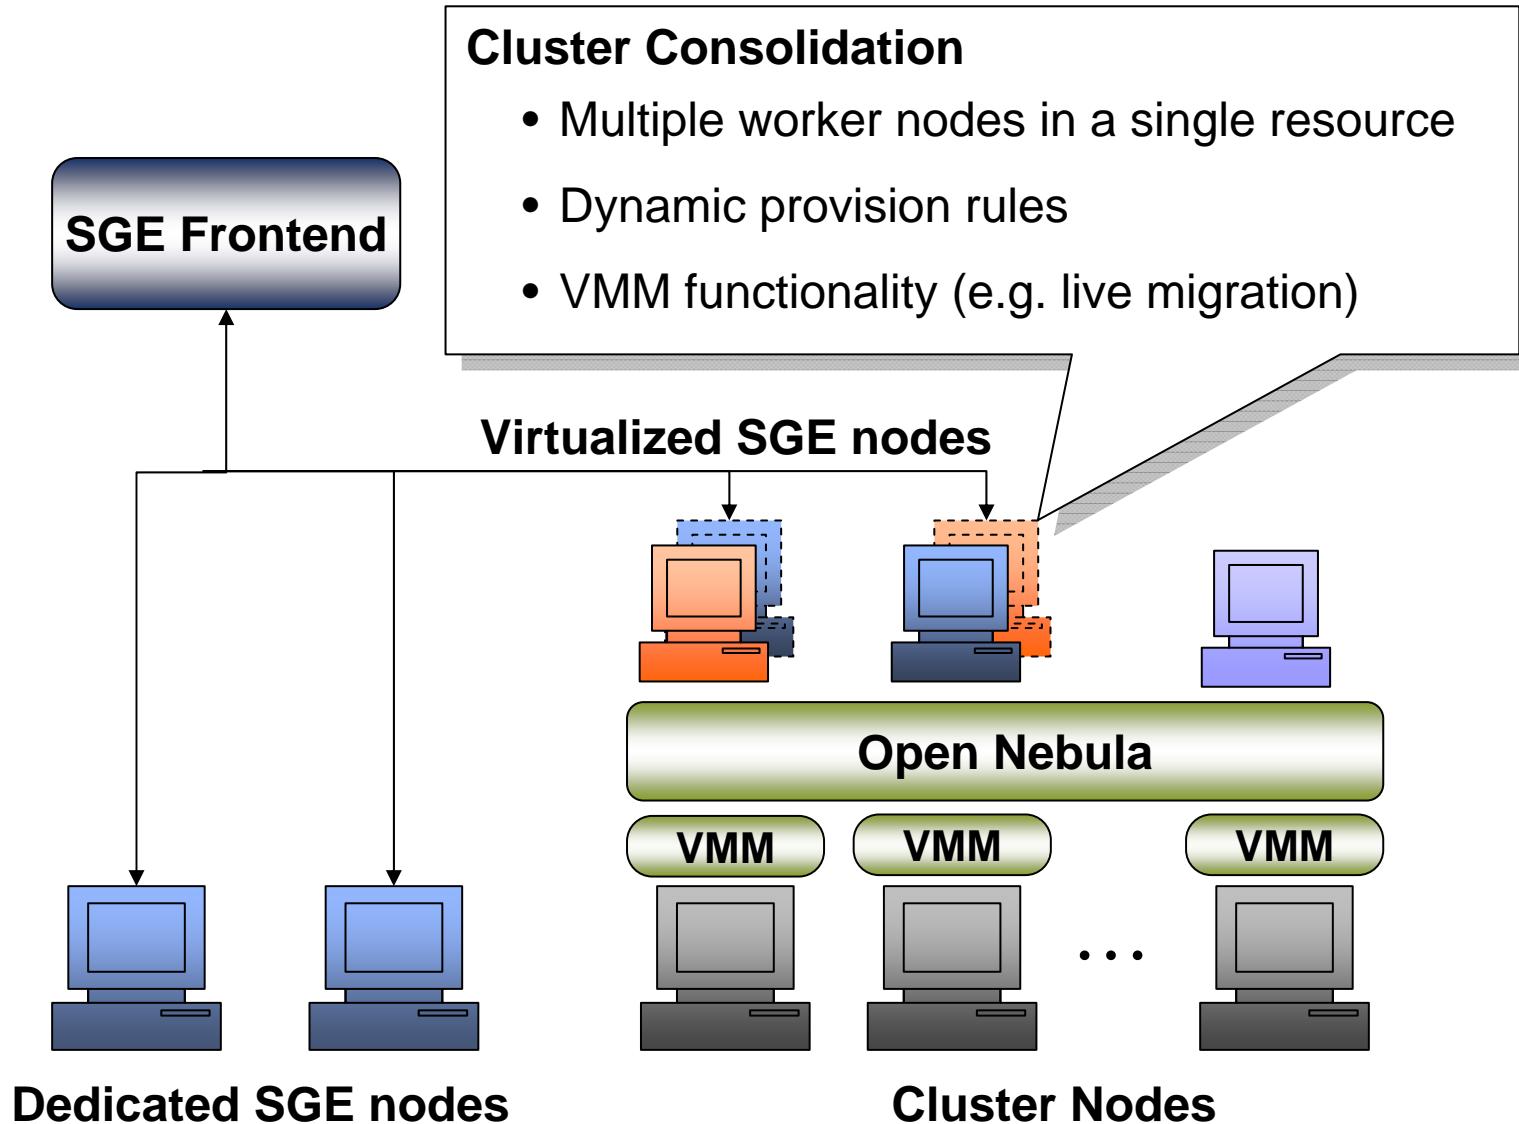 Cluster Consolidation
• Multiple worker nodes in a single resource
• Dynamic provision rules
• VMM functionality (e.g. live migration)
SGE Frontend
Virtualized SGE nodes
Open Nebula
VMM
VMM
VMM
...
Dedicated SGE nodes
Cluster Nodes